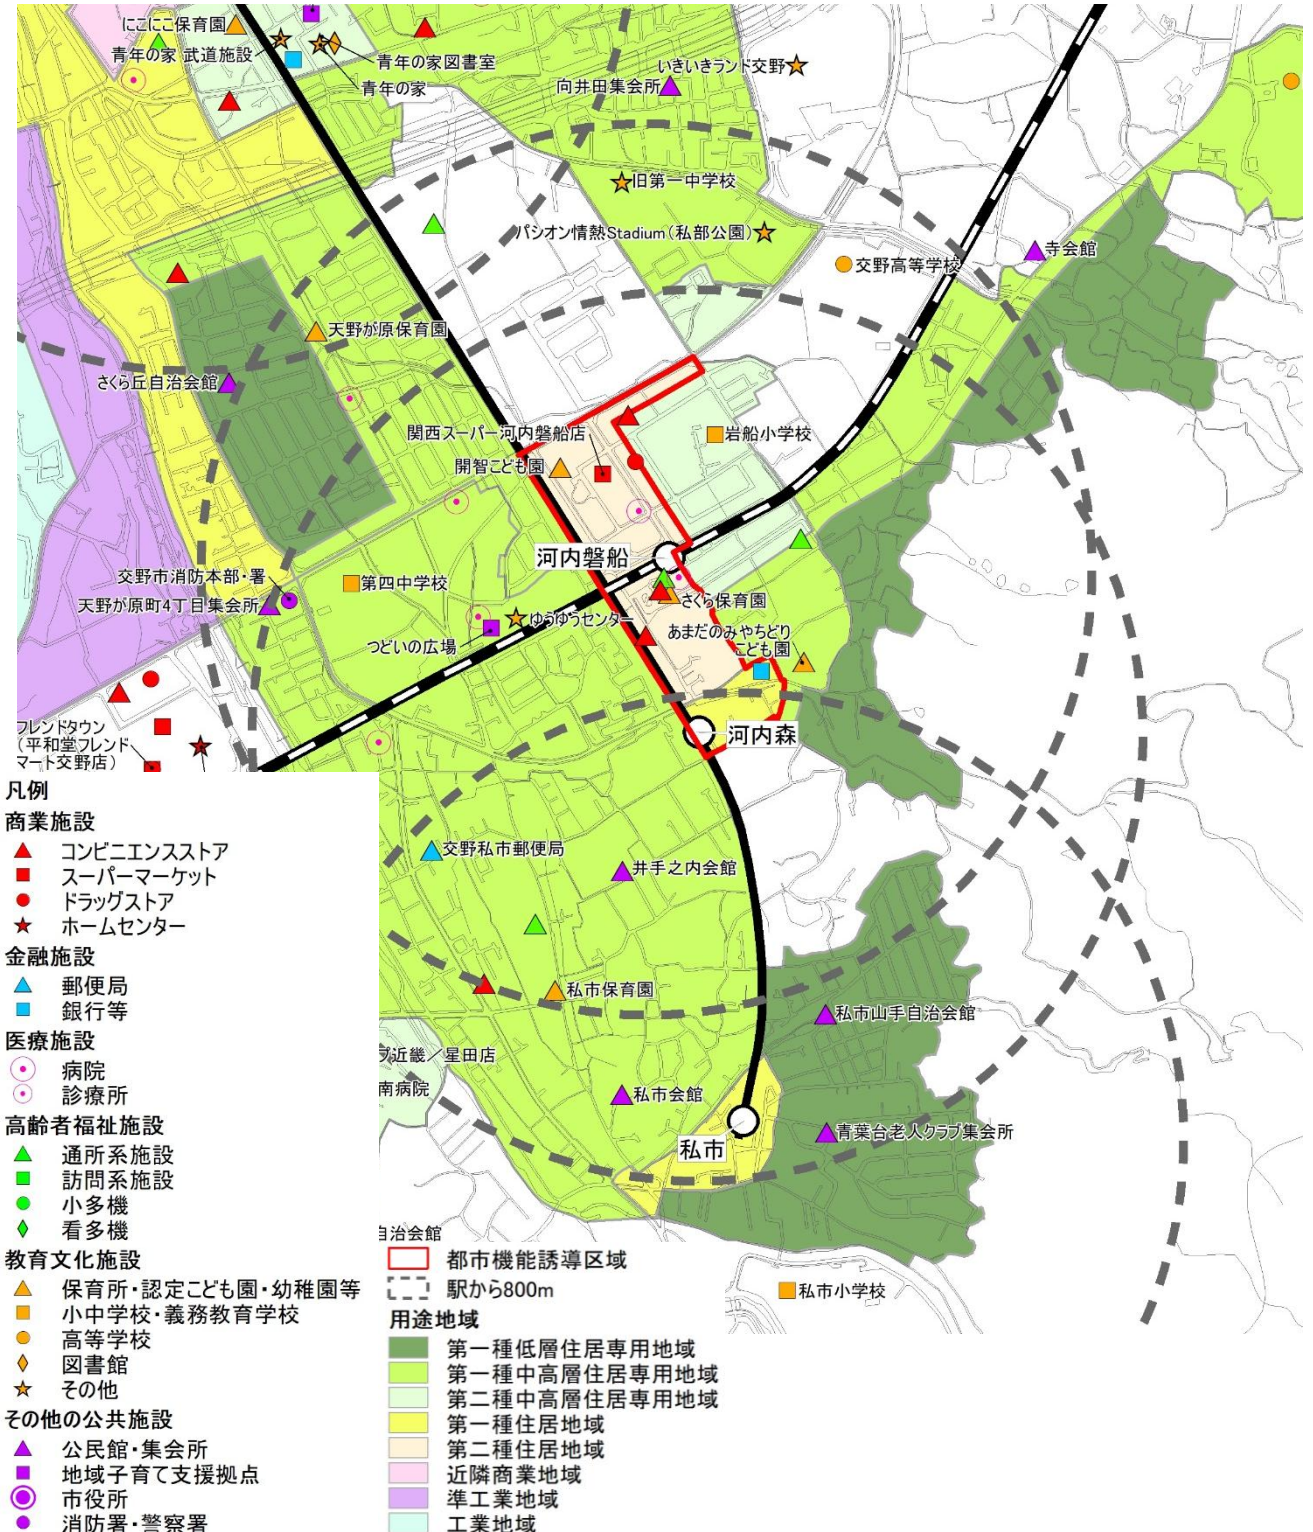 にこにこ保育園
青年の家 武道施設
青年の家図書室
青年の家
いきいきランド交野
向井田集会所
旧第一中学校
パシオン情熱Stadium(私部公園)
交野高等学校
寺会館
天野が原保育園
さくら丘自治会館
関西スーパー河内磐船店
開智こども園
岩船小学校
河内磐船
交野市消防本部・署
天野が原町4丁目集会所
第四中学校
つどいの広場
ゆうゆうセンター
さくら保育園
あまだのみやちどり
こども園
河内森
フレンドタウン
(平和堂フレンド
マート交野店)
交野私市郵便局
井手之内会館
私市保育園
私市山手自治会館
プ近畿/星田店
南病院
私市会館
青葉台老人クラブ集会所
私市
自治会館
私市小学校
凡例
商業施設
コンビニエンスストア
スーパーマーケット
ドラッグストア
ホームセンター
金融施設
郵便局
銀行等
医療施設
病院
診療所
高齢者福祉施設
通所系施設
訪問系施設
小多機
看多機
教育文化施設
保育所・認定こども園・幼稚園等
小中学校・義務教育学校
高等学校
図書館
その他
その他の公共施設
公民館・集会所
地域子育て支援拠点
市役所
消防署・警察署
都市機能誘導区域
駅から800m
用途地域
第一種低層住居専用地域
第一種中高層住居専用地域
第二種中高層住居専用地域
第一種住居地域
第二種住居地域
近隣商業地域
準工業地域
工業地域